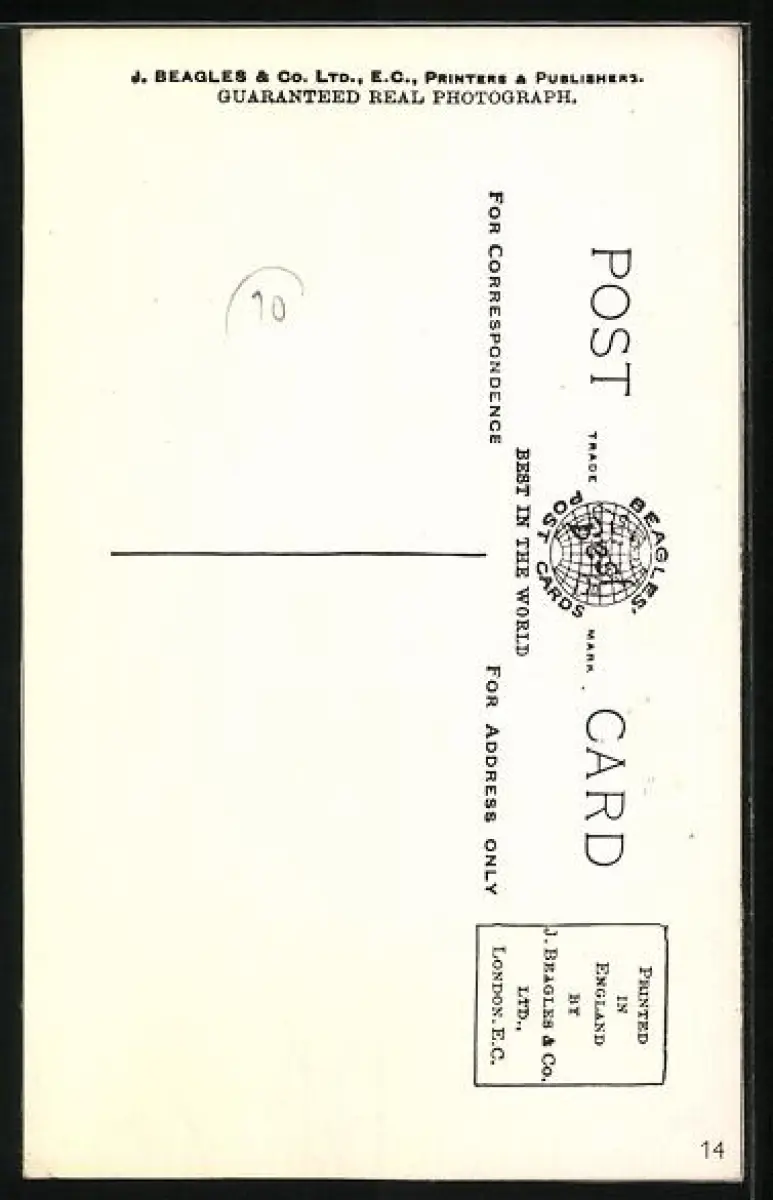 J. BEAGLES & CO. LTD., E.C., PRINTERS & PUBLISHERS.
GUARANTEED REAL PHOTOGRAPH.
POST CARD
TRADE MARK
BEAGLES'
Best
POST CARDS
BEST IN THE WORLD
FOR CORRESPONDENCE
FOR ADDRESS ONLY
PRINTED
IN
ENGLAND
BY
J. BEAGLES & CO.
LTD.,
LONDON. E.C.
10
14